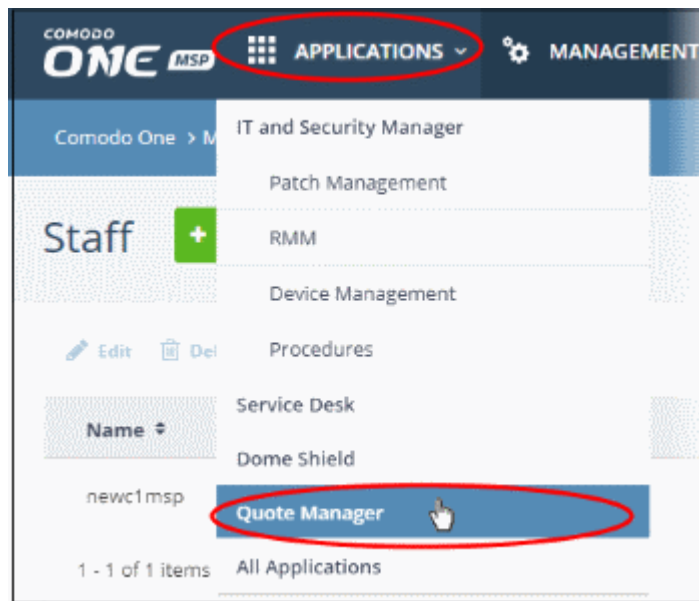 COMODO
ONE MSP
APPLICATIONS
MANAGEMENT
Comodo One > M
IT and Security Manager
Patch Management
Staff
RMM
Device Management
Edit
Del
Procedures
Service Desk
Name
Dome Shield
newc1msp
Quote Manager
1 - 1 of 1 items
All Applications